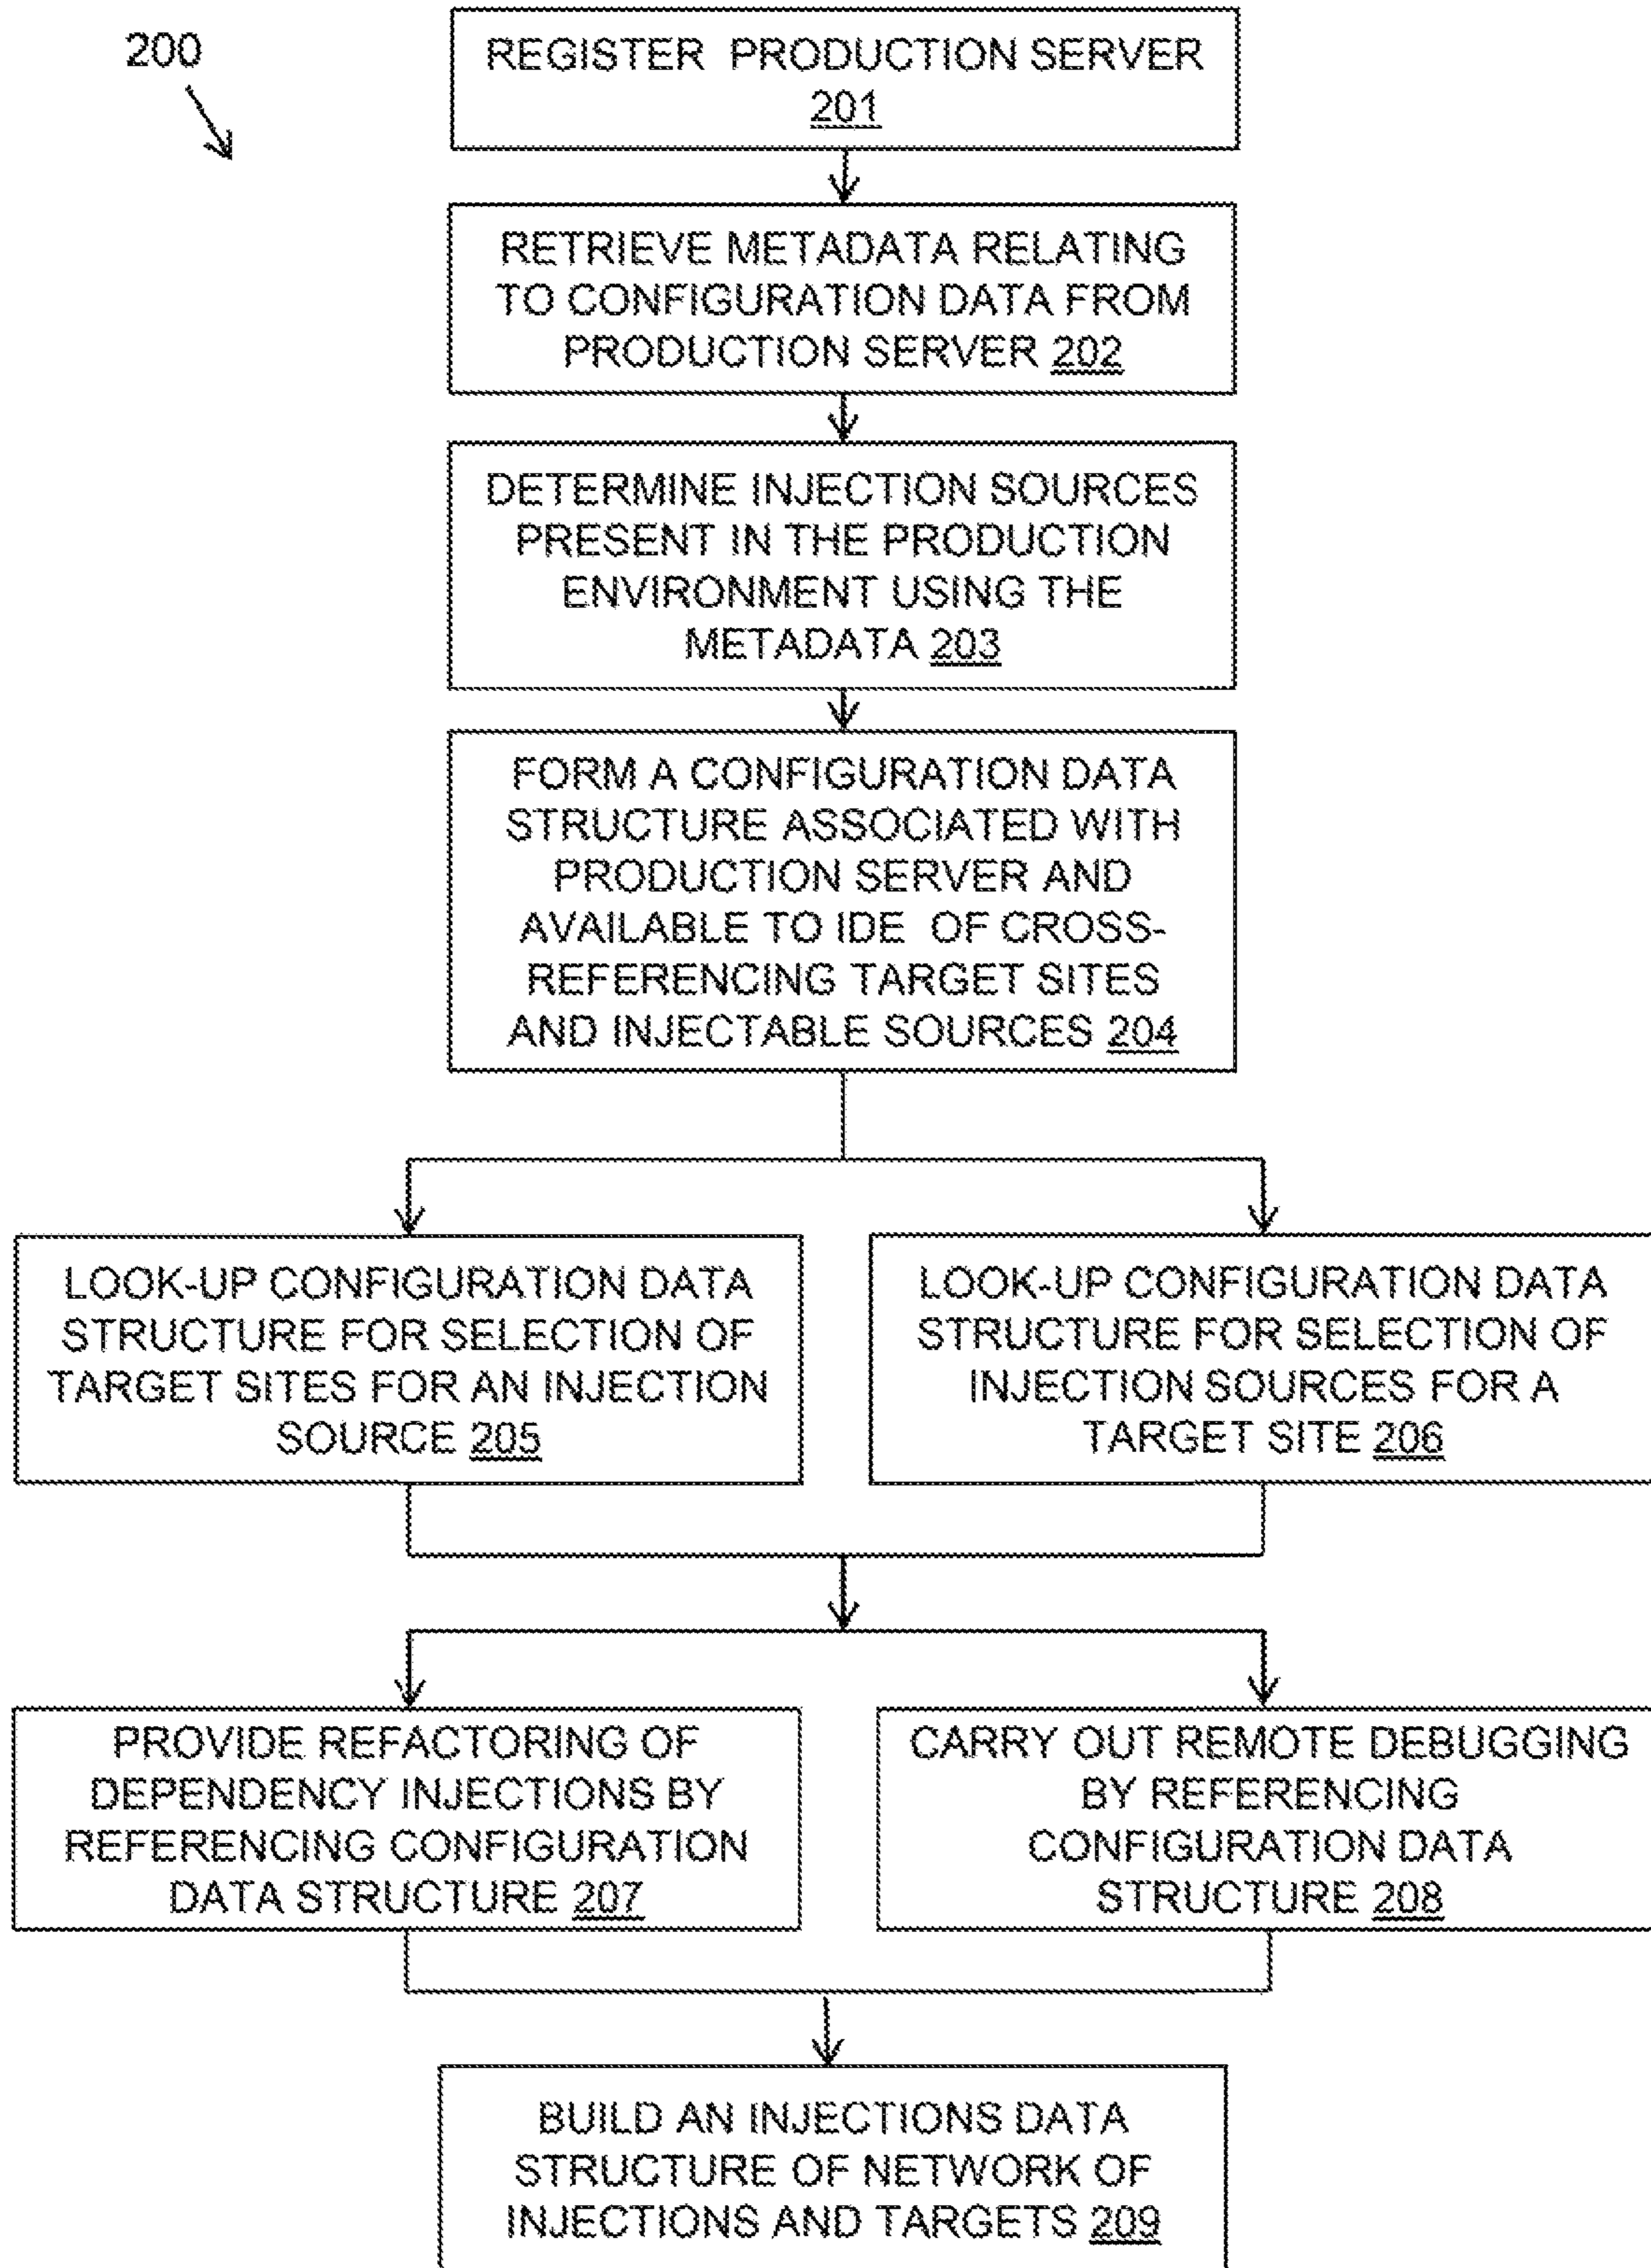 200
REGISTER PRODUCTION SERVER
201
RETRIEVE METADATA RELATING
TO CONFIGURATION DATA FROM
PRODUCTION SERVER 202
DETERMINE INJECTION SOURCES
PRESENT IN THE PRODUCTION
ENVIRONMENT USING THE
METADATA 203
FORM A CONFIGURATION DATA
STRUCTURE ASSOCIATED WITH
PRODUCTION SERVER AND
AVAILABLE TO IDE OF CROSS-
REFERENCING TARGET SITES
AND INJECTABLE SOURCES 204
LOOK-UP CONFIGURATION DATA
STRUCTURE FOR SELECTION OF
TARGET SITES FOR AN INJECTION
SOURCE 205
LOOK-UP CONFIGURATION DATA
STRUCTURE FOR SELECTION OF
INJECTION SOURCES FOR A
TARGET SITE 206
PROVIDE REFACTORING OF
DEPENDENCY INJECTIONS BY
REFERENCING CONFIGURATION
DATA STRUCTURE 207
CARRY OUT REMOTE DEBUGGING
BY REFERENCING
CONFIGURATION DATA
STRUCTURE 208
BUILD AN INJECTIONS DATA
STRUCTURE OF NETWORK OF
INJECTIONS AND TARGETS 209